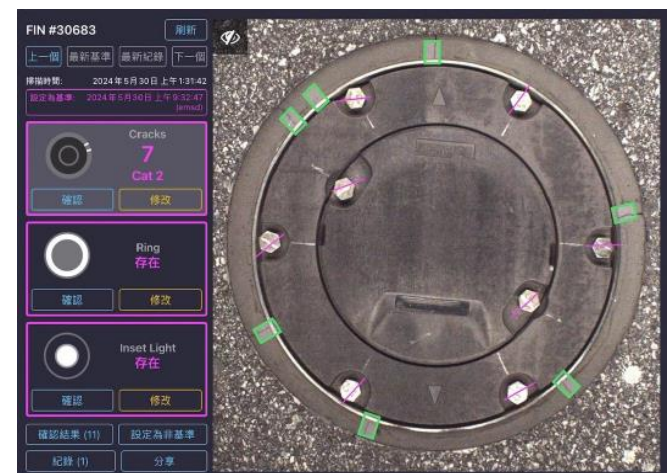 FIN #30683
刷新
上一個 最新基準 最新紀錄 下一個
掃描時間: 2024年5月30日 上午1:31:42
設定為基準: 2024年5月30日 上午9:32:47
(emsd)
Cracks
7
Cat 2
確認 修改
Ring
存在
確認 修改
Inset Light
存在
確認 修改
確認結果 (11) 設定為非基準
紀錄 (1) 分享